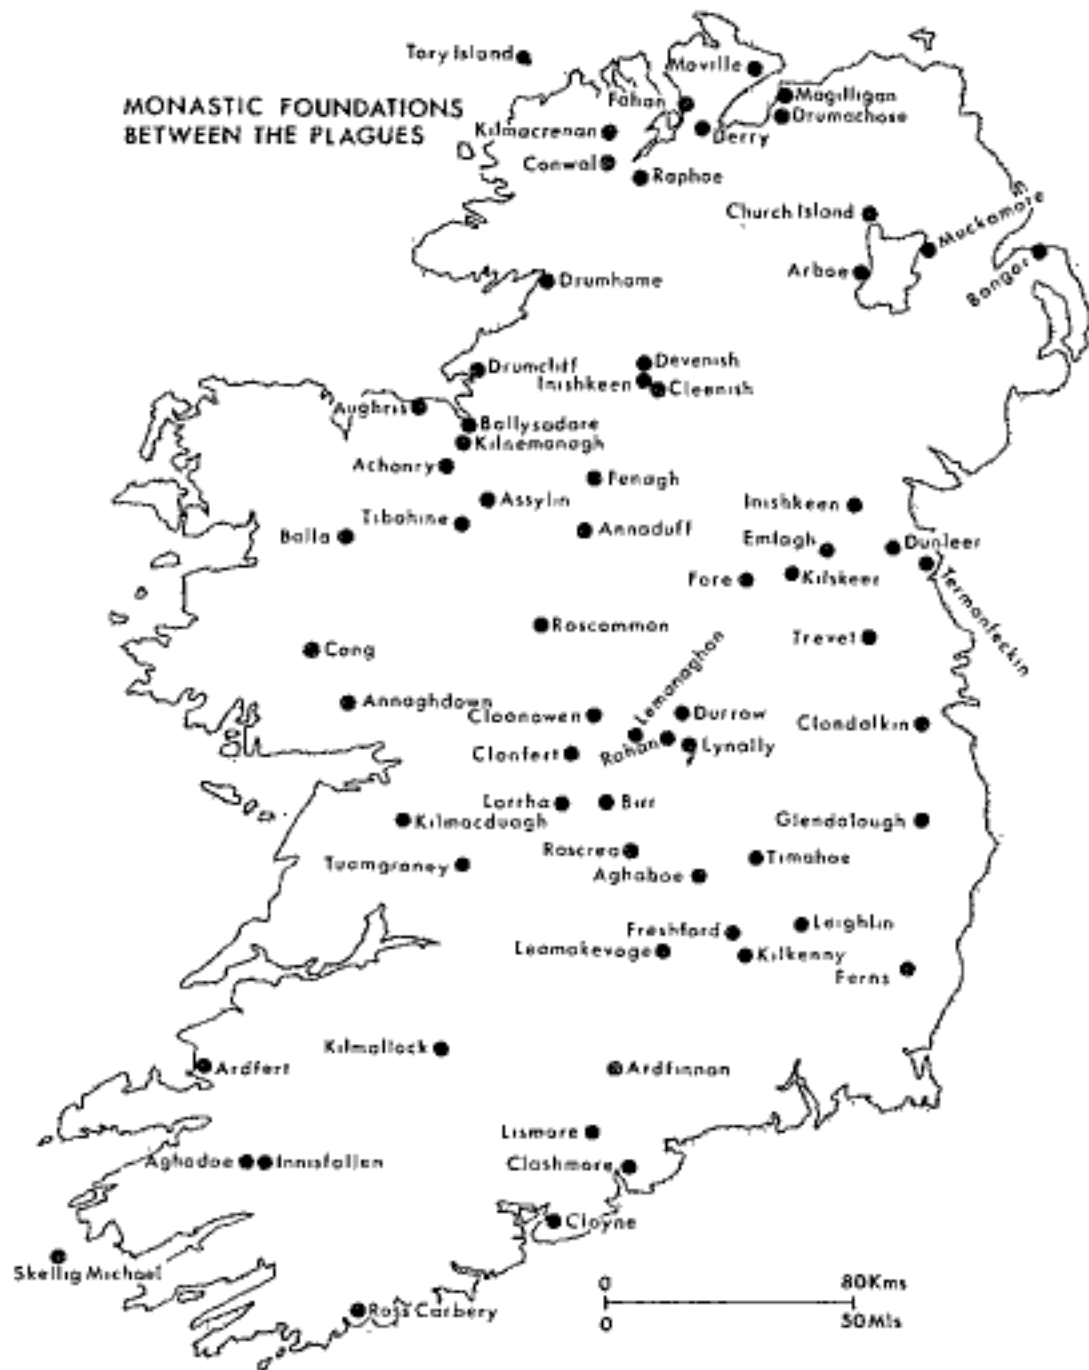 Tory Island
Moville
MONASTIC FOUNDATIONS
BETWEEN THE PLAGUES
Fahan
Magilligan
Drumachose
Kilmacrenan
Derry
Conwal
Raphoe
Church Island
Muckamore
Arboe
Bangor
Drumhome
Drumcliff
Devenish
Inishkeen
Cleenish
Aughris
Ballysadare
Kilnemanagh
Achonry
Fenagh
Assylin
Inishkeen
Tibohine
Annaduff
Balla
Emlagh
Dunleer
Fore
Kilskeer
Termonfeckin
Roscommon
Trevet
Cong
Lemonaghan
Annaghdown
Cloonowen
Durrow
Clondalkin
Rahan
Lynally
Clonfert
Lorrha
Birr
Kilmacduagh
Glendalough
Roscrea
Timahoe
Tuamgraney
Aghaboe
Freshford
Leighlin
Leamakevoge
Kilkenny
Ferns
Kilmallock
Ardfert
Ardfinnan
Lismore
Aghadoe
Innisfallen
Clashmore
Cloyne
Skellig Michael
Ross Carbery
0 80Kms
0 50Mls